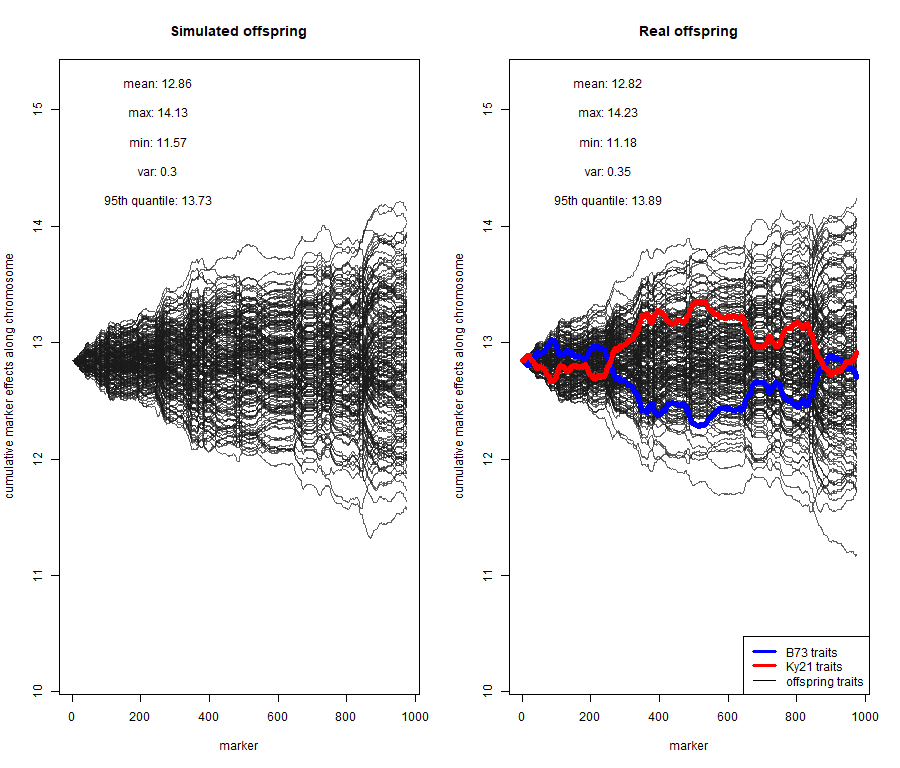 Simulated offspring
mean: 12.86
max: 14.13
min: 11.57
var: 0.3
95th quantile: 13.73
cumulative marker effects along chromosome
15
14
13
12
11
10
0 200 400 600 800 1000
marker
Real offspring
mean: 12.82
max: 14.23
min: 11.18
var: 0.35
95th quantile: 13.89
cumulative marker effects along chromosome
15
14
13
12
11
10
B73 traits
Ky21 traits
offspring traits
0 200 400 600 800 1000
marker